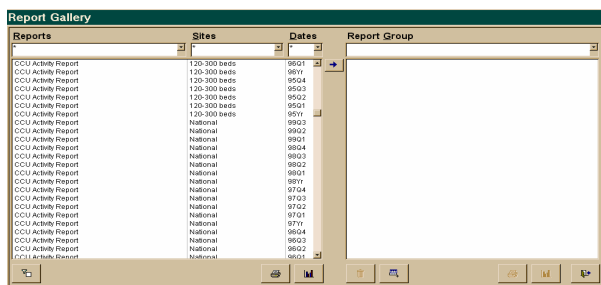 Report Gallery
Reports Sites Dates Report Group
* * *
CCU Activity Report 120-300 beds 96Q1
CCU Activity Report 120-300 beds 96Yr
CCU Activity Report 120-300 beds 95Q4
CCU Activity Report 120-300 beds 95Q3
CCU Activity Report 120-300 beds 95Q2
CCU Activity Report 120-300 beds 95Q1
CCU Activity Report 120-300 beds 95Yr
CCU Activity Report National 99Q3
CCU Activity Report National 99Q2
CCU Activity Report National 99Q1
CCU Activity Report National 98Q4
CCU Activity Report National 98Q3
CCU Activity Report National 98Q2
CCU Activity Report National 98Q1
CCU Activity Report National 98Yr
CCU Activity Report National 97Q4
CCU Activity Report National 97Q3
CCU Activity Report National 97Q2
CCU Activity Report National 97Q1
CCU Activity Report National 97Yr
CCU Activity Report National 96Q4
CCU Activity Report National 96Q3
CCU Activity Report National 96Q2
CCU Activity Report National 96Q1